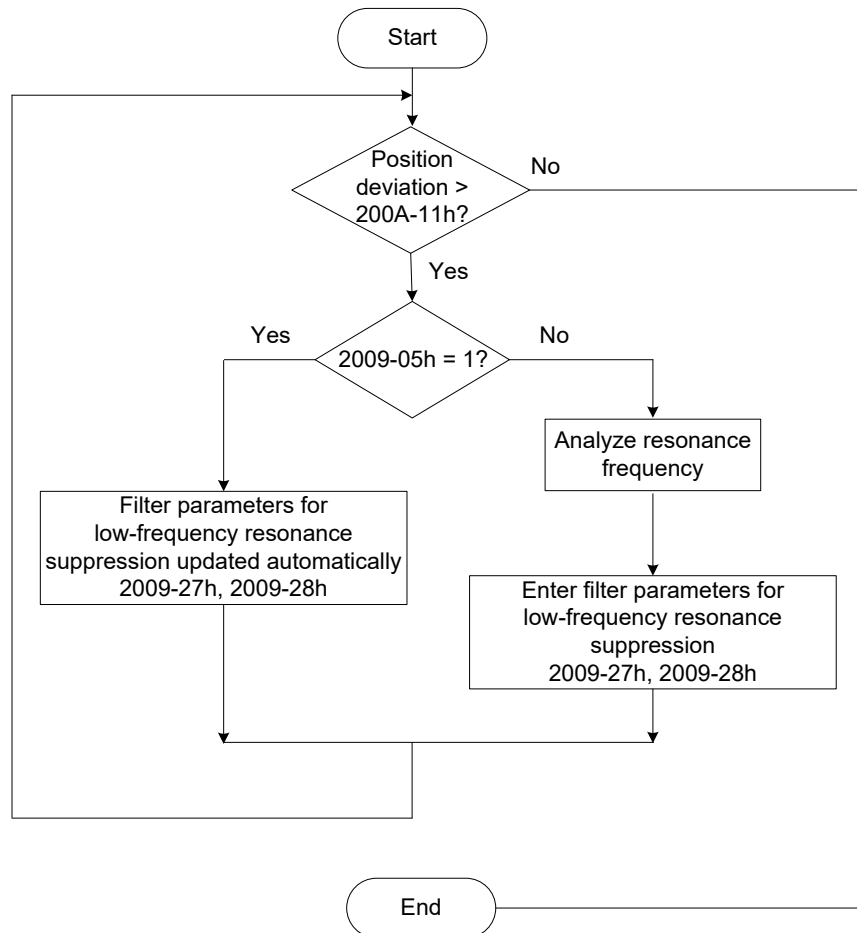 Start
Position
deviation >
200A-11h?
No
Yes
Yes
2009-05h = 1?
No
Analyze resonance
frequency
Filter parameters for
low-frequency resonance
suppression updated automatically
2009-27h, 2009-28h
Enter filter parameters for
low-frequency resonance
suppression
2009-27h, 2009-28h
End